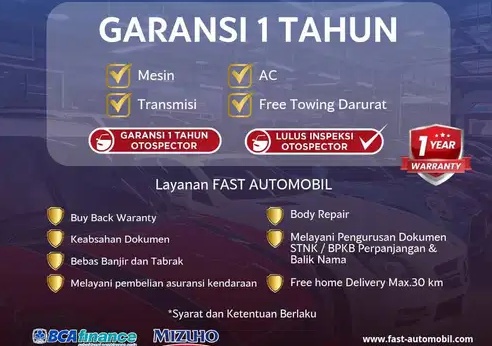 GARANSI 1 TAHUN
Mesin
AC
Transmisi
Free Towing Darurat
GARANSI 1 TAHUN
OTOSPECTOR
LULUS INSPEKSI
OTOSPECTOR
1 YEAR
WARRANTY
Layanan FAST AUTOMOBIL
Buy Back Waranty
Keabsahan Dokumen
Bebas Banjir dan Tabrak
Melayani pembelian asuransi kendaraan
Body Repair
Melayani Pengurusan Dokumen
STNK / BPKB Perpanjangan &
Balik Nama
Free home Delivery Max.30 km
*Syarat dan Ketentuan Berlaku
BCA finance
MIZUHO
www.fast-automobil.com